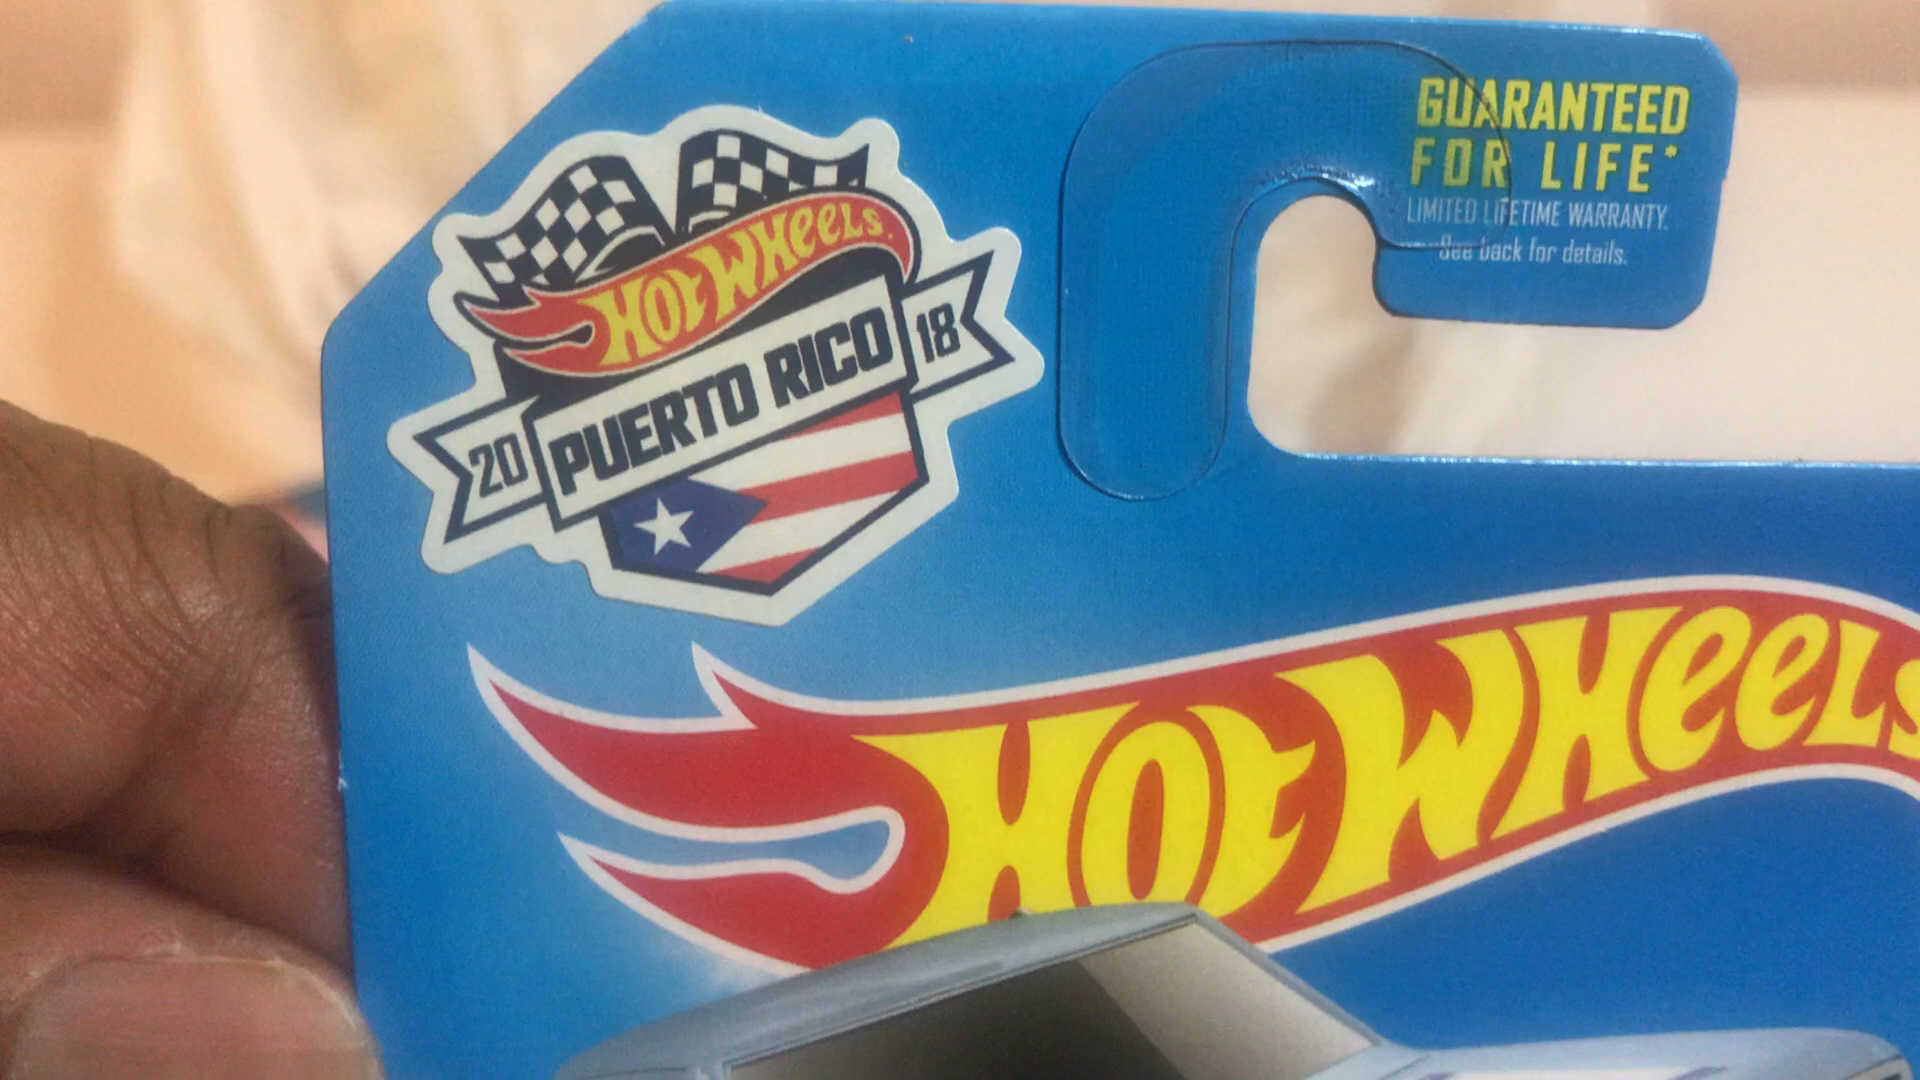 GUARANTEED
FOR LIFE*
LIMITED LIFETIME WARRANTY.
See back for details.
HOT WHEELS
20 PUERTO RICO 18
HOT WHEELS